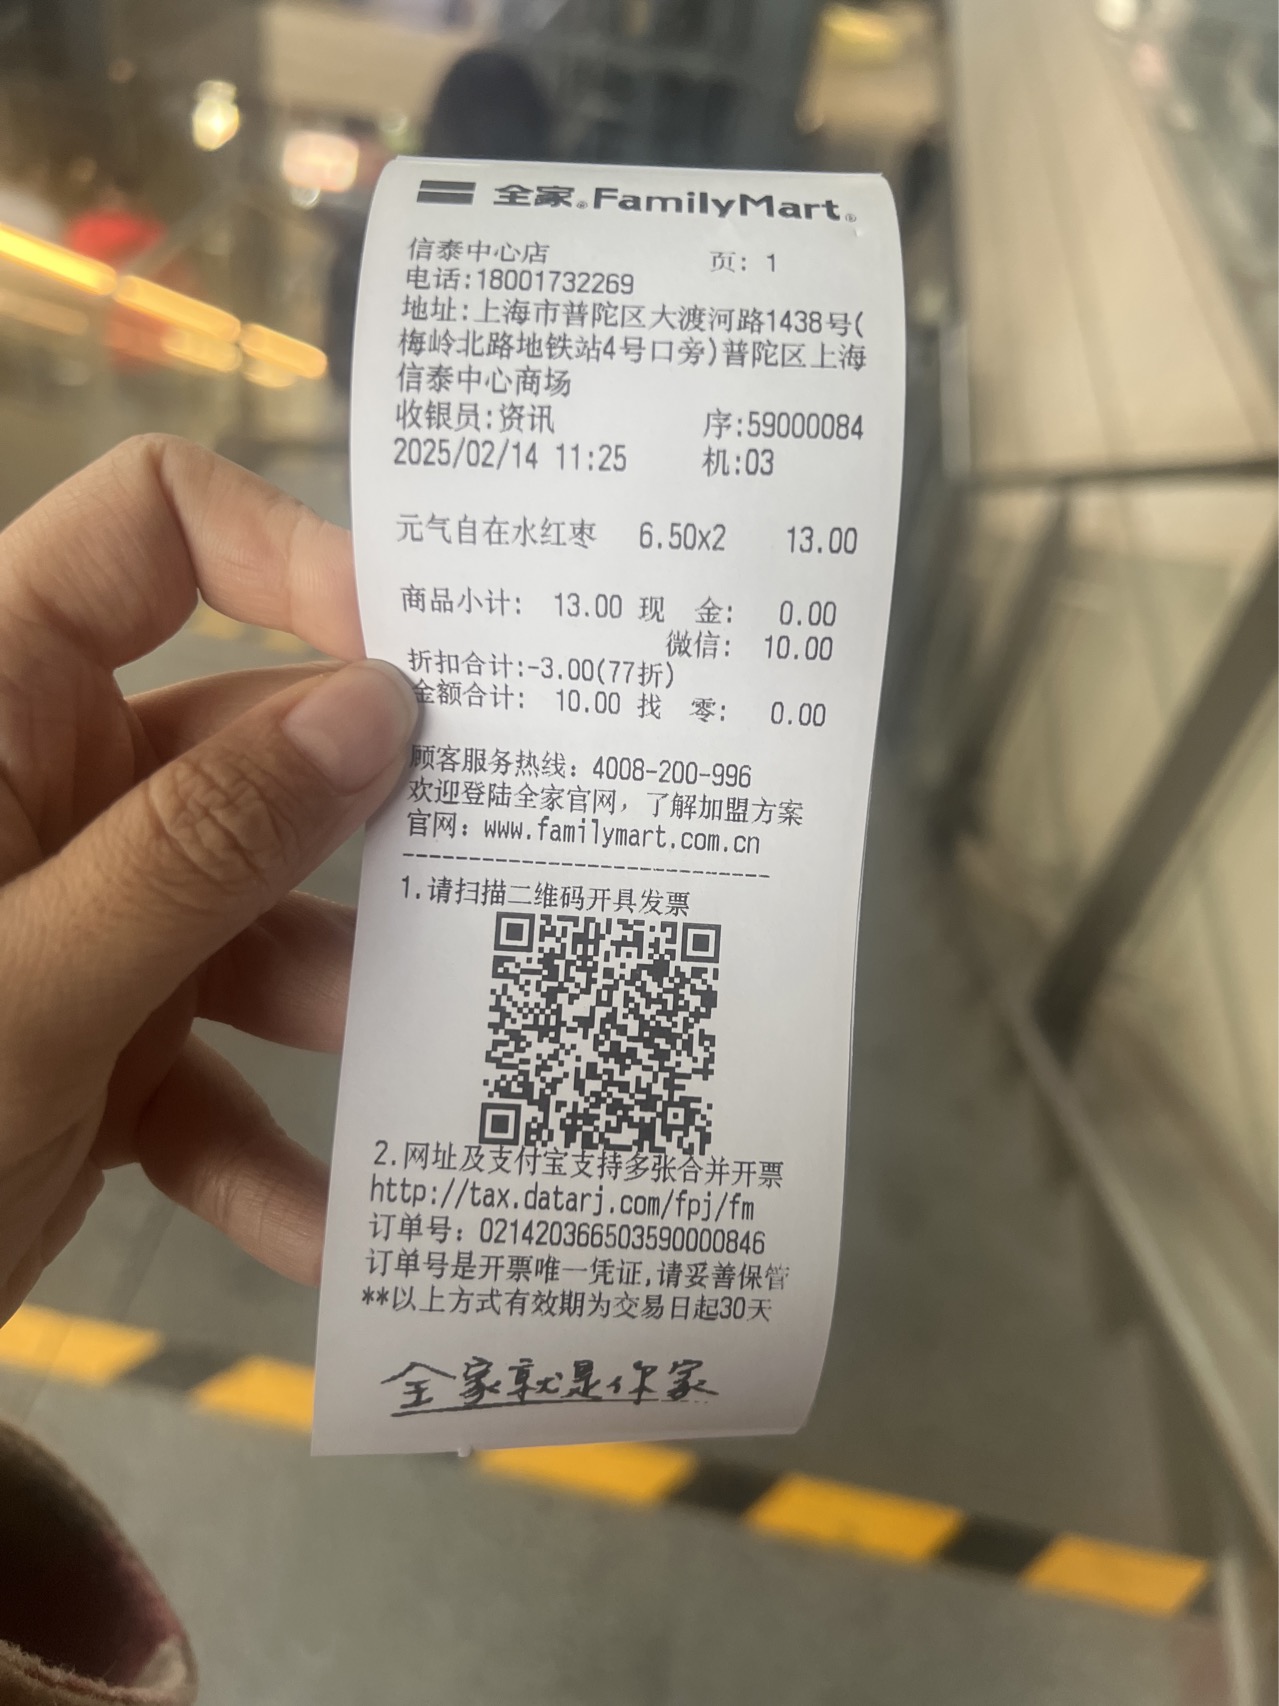 全家®FamilyMart®
信泰中心店 页: 1
电话:18001732269
地址:上海市普陀区大渡河路1438号(
梅岭北路地铁站4号口旁)普陀区上海
信泰中心商场
收银员:资讯 序:59000084
2025/02/14 11:25 机:03
元气自在水红枣 6.50x2 13.00
商品小计: 13.00 现 金: 0.00
微信: 10.00
折扣合计:-3.00(77折)
金额合计: 10.00 找 零: 0.00
顾客服务热线: 4008-200-996
欢迎登陆全家官网, 了解加盟方案
官网: www.familymart.com.cn
----------------------------
1.请扫描二维码开具发票
2.网址及支付宝支持多张合并开票
http://tax.datarj.com/fpj/fm
订单号: 021420366503590000846
订单号是开票唯一凭证,请妥善保管
**以上方式有效期为交易日起30天
全家就是你家